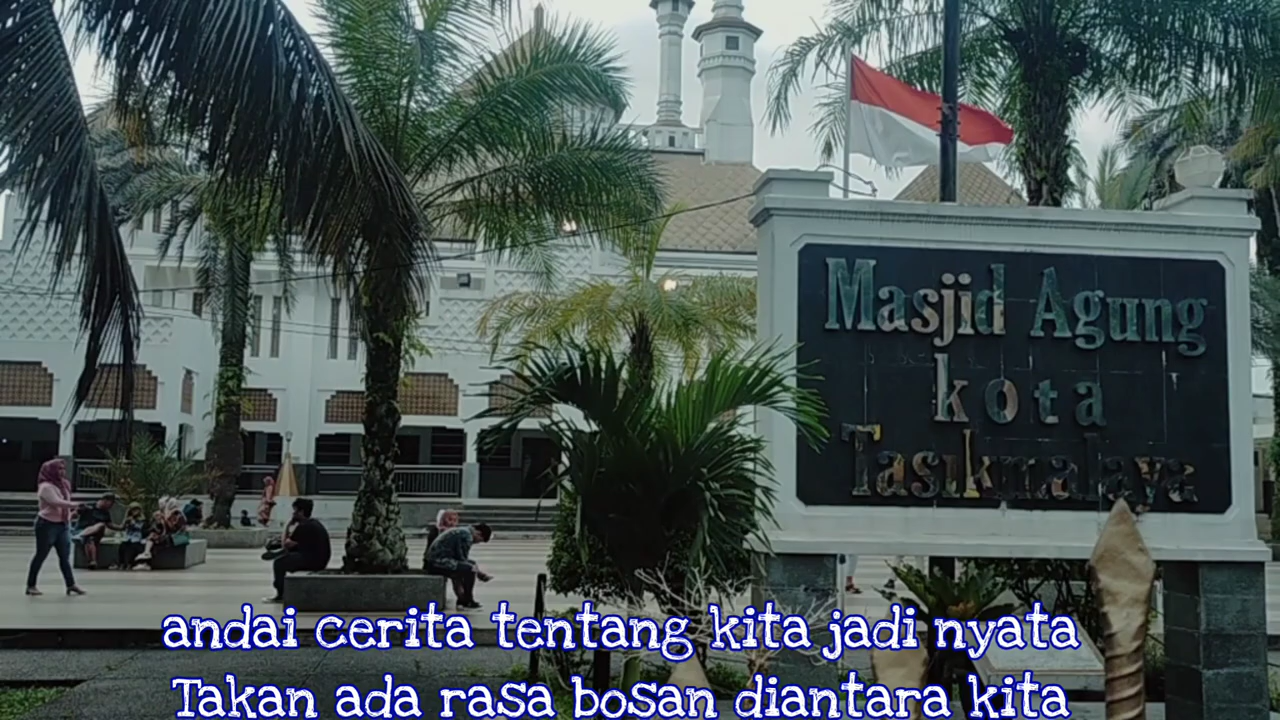 Masjid Agung
kota
Tasikmalaya
andai cerita tentang kita jadi nyata
Takan ada rasa bosan diantara kita